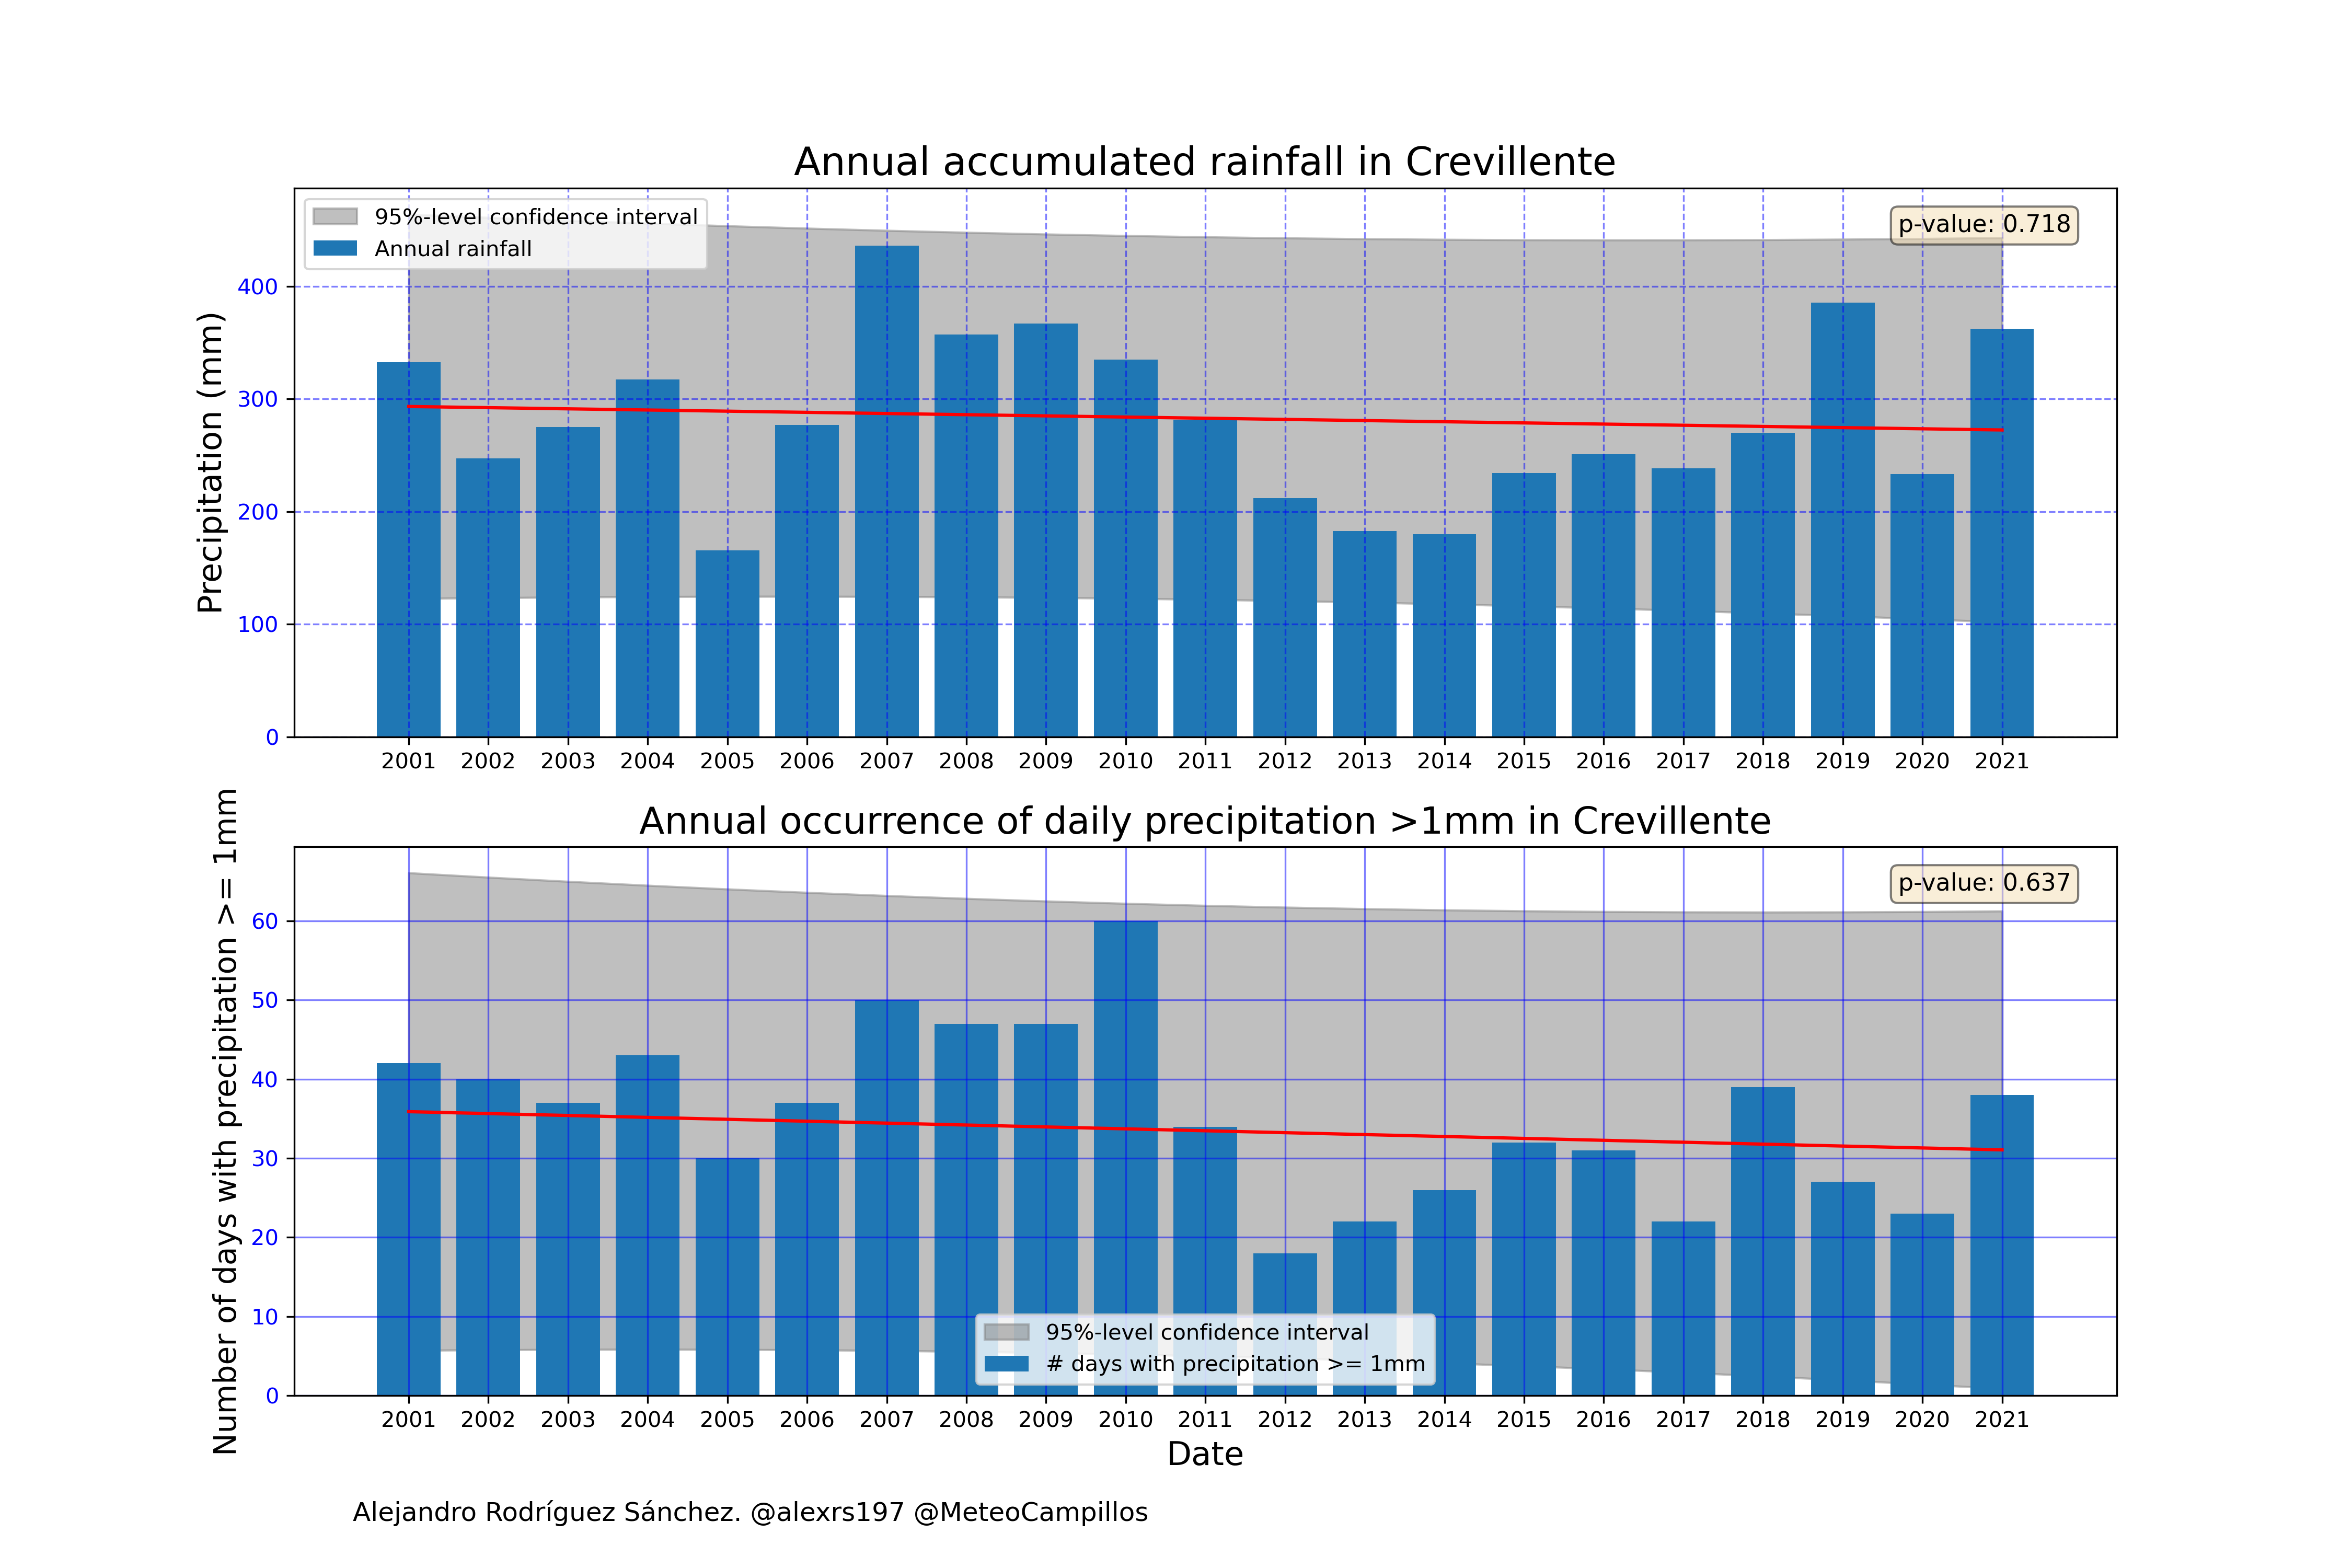 Annual accumulated rainfall in Crevillente
95%-level confidence interval
Annual rainfall
p-value: 0.718
Precipitation (mm)
400
300
200
100
0
2001 2002 2003 2004 2005 2006 2007 2008 2009 2010 2011 2012 2013 2014 2015 2016 2017 2018 2019 2020 2021
Annual occurrence of daily precipitation >1mm in Crevillente
p-value: 0.637
Number of days with precipitation >= 1mm
60
50
40
30
20
10
0
95%-level confidence interval
# days with precipitation >= 1mm
2001 2002 2003 2004 2005 2006 2007 2008 2009 2010 2011 2012 2013 2014 2015 2016 2017 2018 2019 2020 2021
Date
Alejandro Rodríguez Sánchez. @alexrs197 @MeteoCampillos